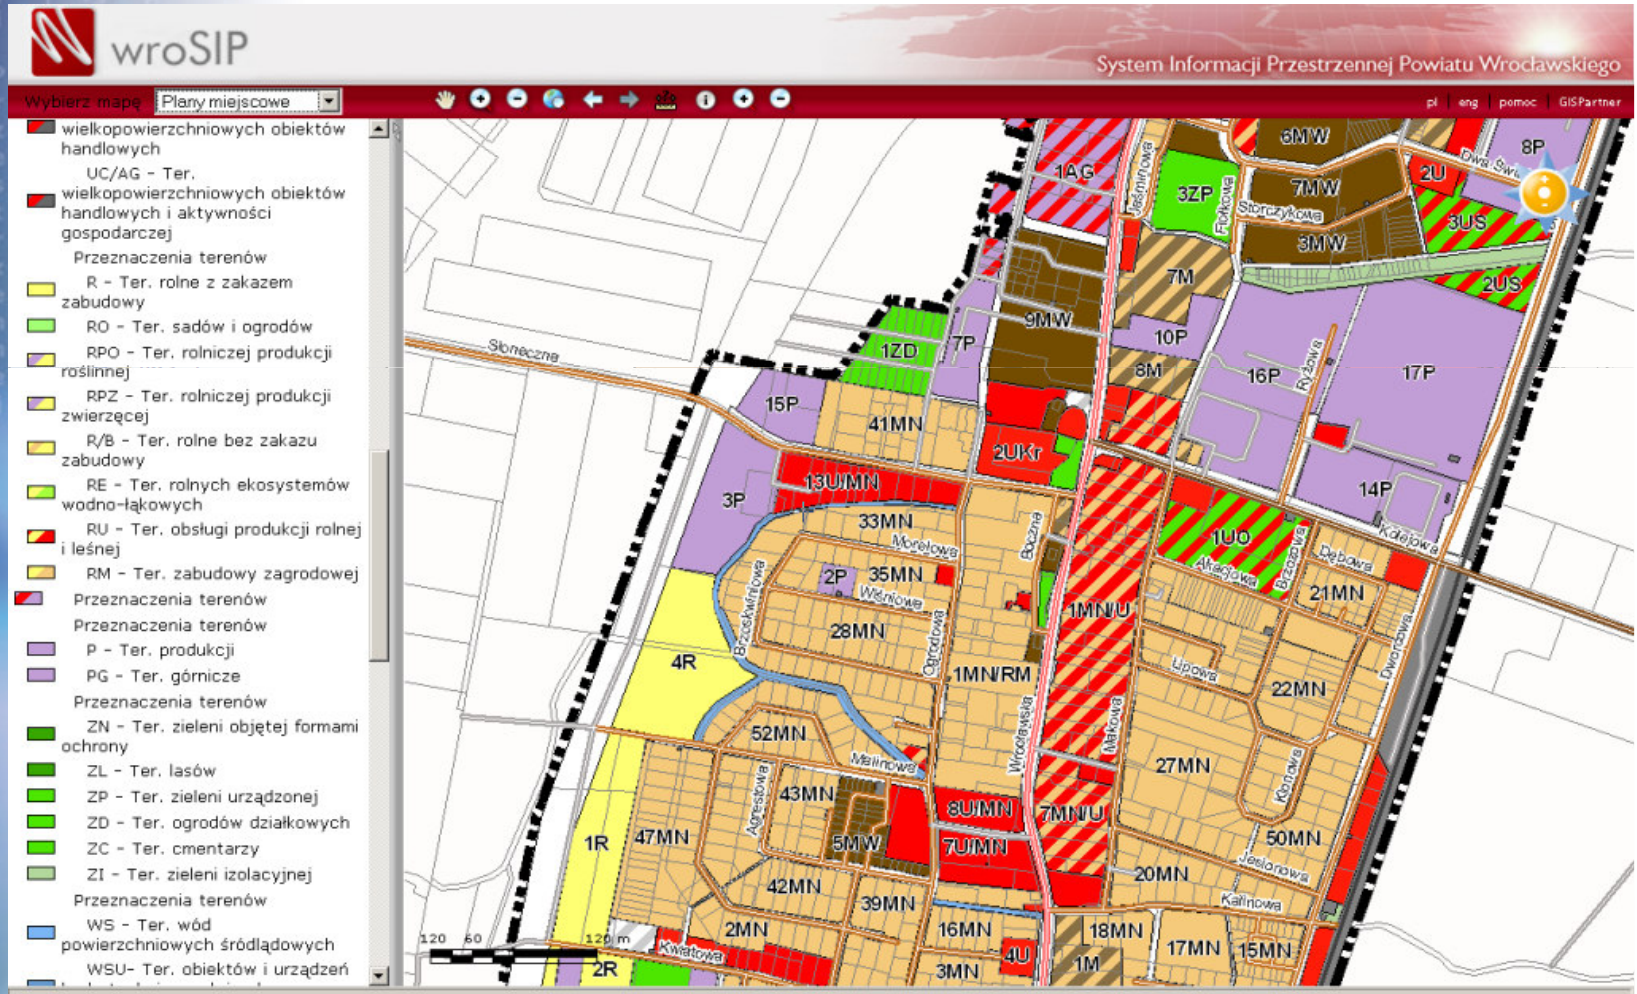 wroSIP
System Informacji Przestrzennej Powiatu Wrocławskiego
Wybierz mapę Plany miejscowe
pl | eng | pomoc | GISPartner
wielkopowierzchniowych obiektów
handlowych
UC/AG - Ter.
wielkopowierzchniowych obiektów
handlowych i aktywności
gospodarczej
Przeznaczenia terenów
R - Ter. rolne z zakazem
zabudowy
RO - Ter. sadów i ogrodów
RPO - Ter. rolniczej produkcji
roślinnej
RPZ - Ter. rolniczej produkcji
zwierzęcej
R/B - Ter. rolne bez zakazu
zabudowy
RE - Ter. rolnych ekosystemów
wodno-łąkowych
RU - Ter. obsługi produkcji rolnej
i leśnej
RM - Ter. zabudowy zagrodowej
Przeznaczenia terenów
Przeznaczenia terenów
P - Ter. produkcji
PG - Ter. górnicze
Przeznaczenia terenów
ZN - Ter. zieleni objętej formami
ochrony
ZL - Ter. lasów
ZP - Ter. zieleni urządzonej
ZD - Ter. ogrodów działkowych
ZC - Ter. cmentarzy
ZI - Ter. zieleni izolacyjnej
Przeznaczenia terenów
WS - Ter. wód
powierzchniowych śródlądowych
WSU- Ter. obiektów i urządzeń
6MW
8P
1AG
Jaśminowa
3ZP
Fiołkowa
7MW
2U
Storczykowa
3US
3MW
7M
2US
9MW
10P
Słoneczna
1ZD
7P
8M
16P
Ryżowa
17P
15P
41MN
2UKr
13U/MN
3P
14P
33MN
Boczna
1UO
Kolejowa
Morelowa
Brzozowa
Dębowa
2P
35MN
Akacjowa
21MN
Wiśniowa
Brzoskwiniowa
28MN
1MN/U
Ogrodowa
Dworcowa
4R
1MN/RM
Lipowa
22MN
Wrocławska
Makowa
52MN
Malinowa
27MN
Klonowa
Agrestowa
43MN
8U/MN
7MN/U
1R
47MN
5MW
7U/MN
50MN
Jesionowa
42MN
20MN
39MN
Kalinowa
2MN
16MN
18MN
17MN
15MN
120 60 120 m
Kwiatowa
4U
2R
3MN
1M